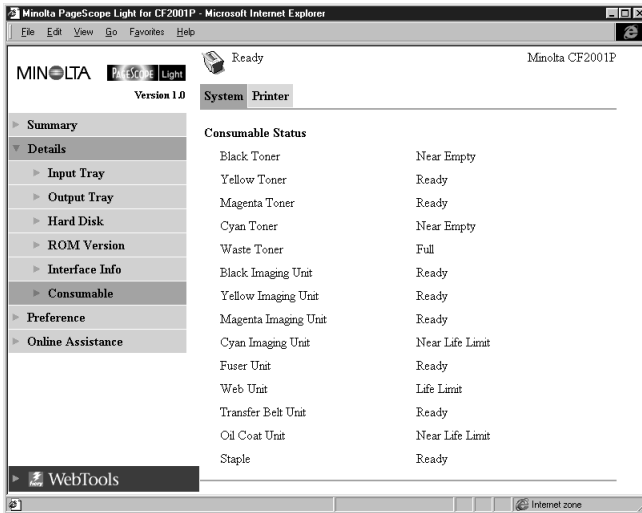 Minolta PageScope Light for CF2001P - Microsoft Internet Explorer
File Edit View Go Favorites Help
MINOLTA PAGESCOPE Light
Version 1.0
Ready
Minolta CF2001P
System Printer
Summary
Details
Input Tray
Output Tray
Hard Disk
ROM Version
Interface Info
Consumable
Preference
Online Assistance
WebTools
Consumable Status
Black Toner Near Empty
Yellow Toner Ready
Magenta Toner Ready
Cyan Toner Near Empty
Waste Toner Full
Black Imaging Unit Ready
Yellow Imaging Unit Ready
Magenta Imaging Unit Ready
Cyan Imaging Unit Near Life Limit
Fuser Unit Ready
Web Unit Life Limit
Transfer Belt Unit Ready
Oil Coat Unit Near Life Limit
Staple Ready
Internet zone